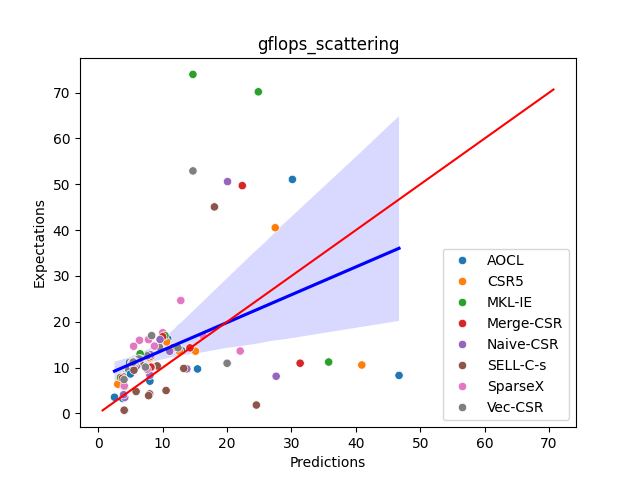 gflops_scattering
Expectations
70
60
50
40
30
20
10
0
0 10 20 30 40 50 60 70
Predictions
AOCL
CSR5
MKL-IE
Merge-CSR
Naive-CSR
SELL-C-s
SparseX
Vec-CSR